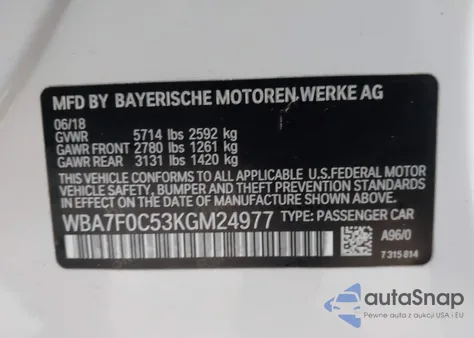 MFD BY BAYERISCHE MOTOREN WERKE AG
06/18
GVWR 5714 lbs 2592 kg
GAWR FRONT 2780 lbs 1261 kg
GAWR REAR 3131 lbs 1420 kg
THIS VEHICLE CONFORMS TO ALL APPLICABLE
U.S.FEDERAL MOTOR VEHICLE SAFETY, BUMPER, AND
THEFT PREVENTION STANDARDS IN EFFECT ON THE
DATE OF MANUFACTURE SHOWN ABOVE.
WBA7F0C53KGM24977 TYPE: PASSENGER CAR
A96/0
7 315 814
autoSnap
Pewne auta z aukcji USA i EU